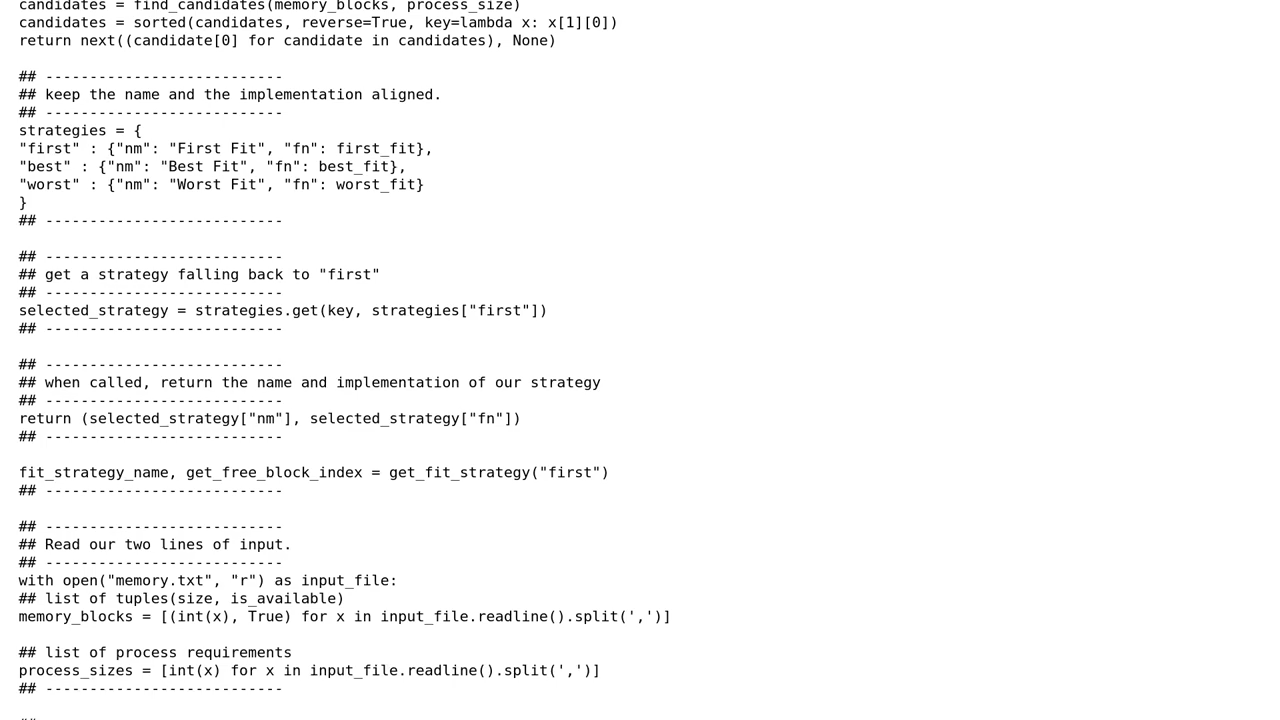 candidates = find_candidates(memory_blocks, process_size)
candidates = sorted(candidates, reverse=True, key=lambda x: x[1][0])
return next((candidate[0] for candidate in candidates), None)
## ---------------------------
## keep the name and the implementation aligned.
## ---------------------------
strategies = {
"first" : {"nm": "First Fit", "fn": first_fit},
"best" : {"nm": "Best Fit", "fn": best_fit},
"worst" : {"nm": "Worst Fit", "fn": worst_fit}
}
## ---------------------------
## ---------------------------
## get a strategy falling back to "first"
## ---------------------------
selected_strategy = strategies.get(key, strategies["first"])
## ---------------------------
## ---------------------------
## when called, return the name and implementation of our strategy
## ---------------------------
return (selected_strategy["nm"], selected_strategy["fn"])
## ---------------------------
fit_strategy_name, get_free_block_index = get_fit_strategy("first")
## ---------------------------
## ---------------------------
## Read our two lines of input.
## ---------------------------
with open("memory.txt", "r") as input_file:
## list of tuples(size, is_available)
memory_blocks = [(int(x), True) for x in input_file.readline().split(',')]
## list of process requirements
process_sizes = [int(x) for x in input_file.readline().split(',')]
## ---------------------------